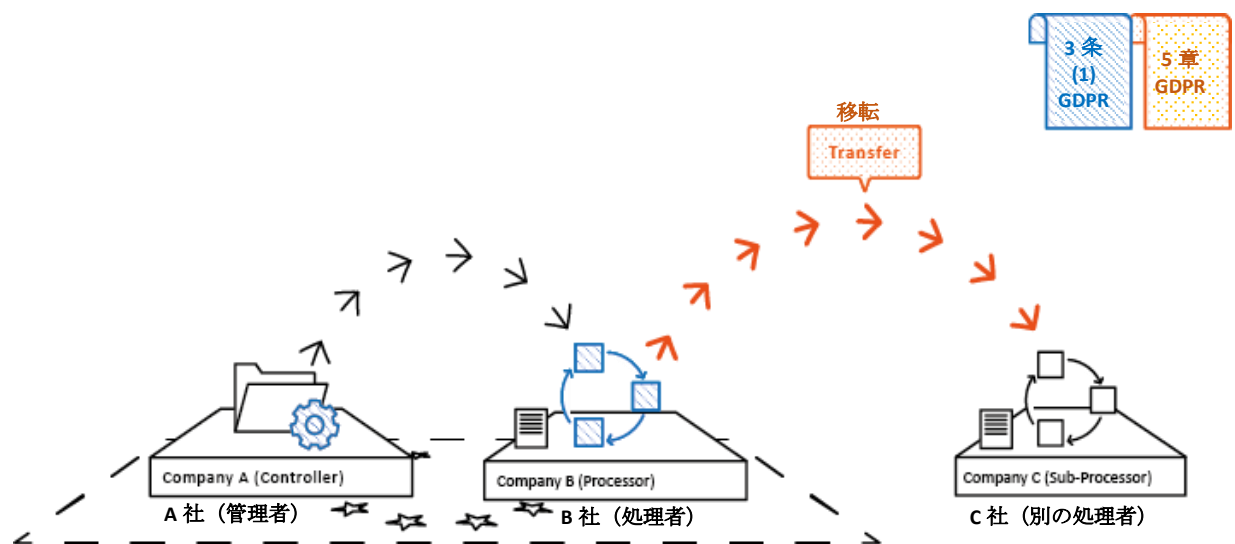 3 条
(1)
GDPR
5 章
GDPR
移転
Transfer
Company A (Controller)
A 社（管理者）
Company B (Processor)
B 社（処理者）
Company C (Sub-Processor)
C 社（別の処理者）